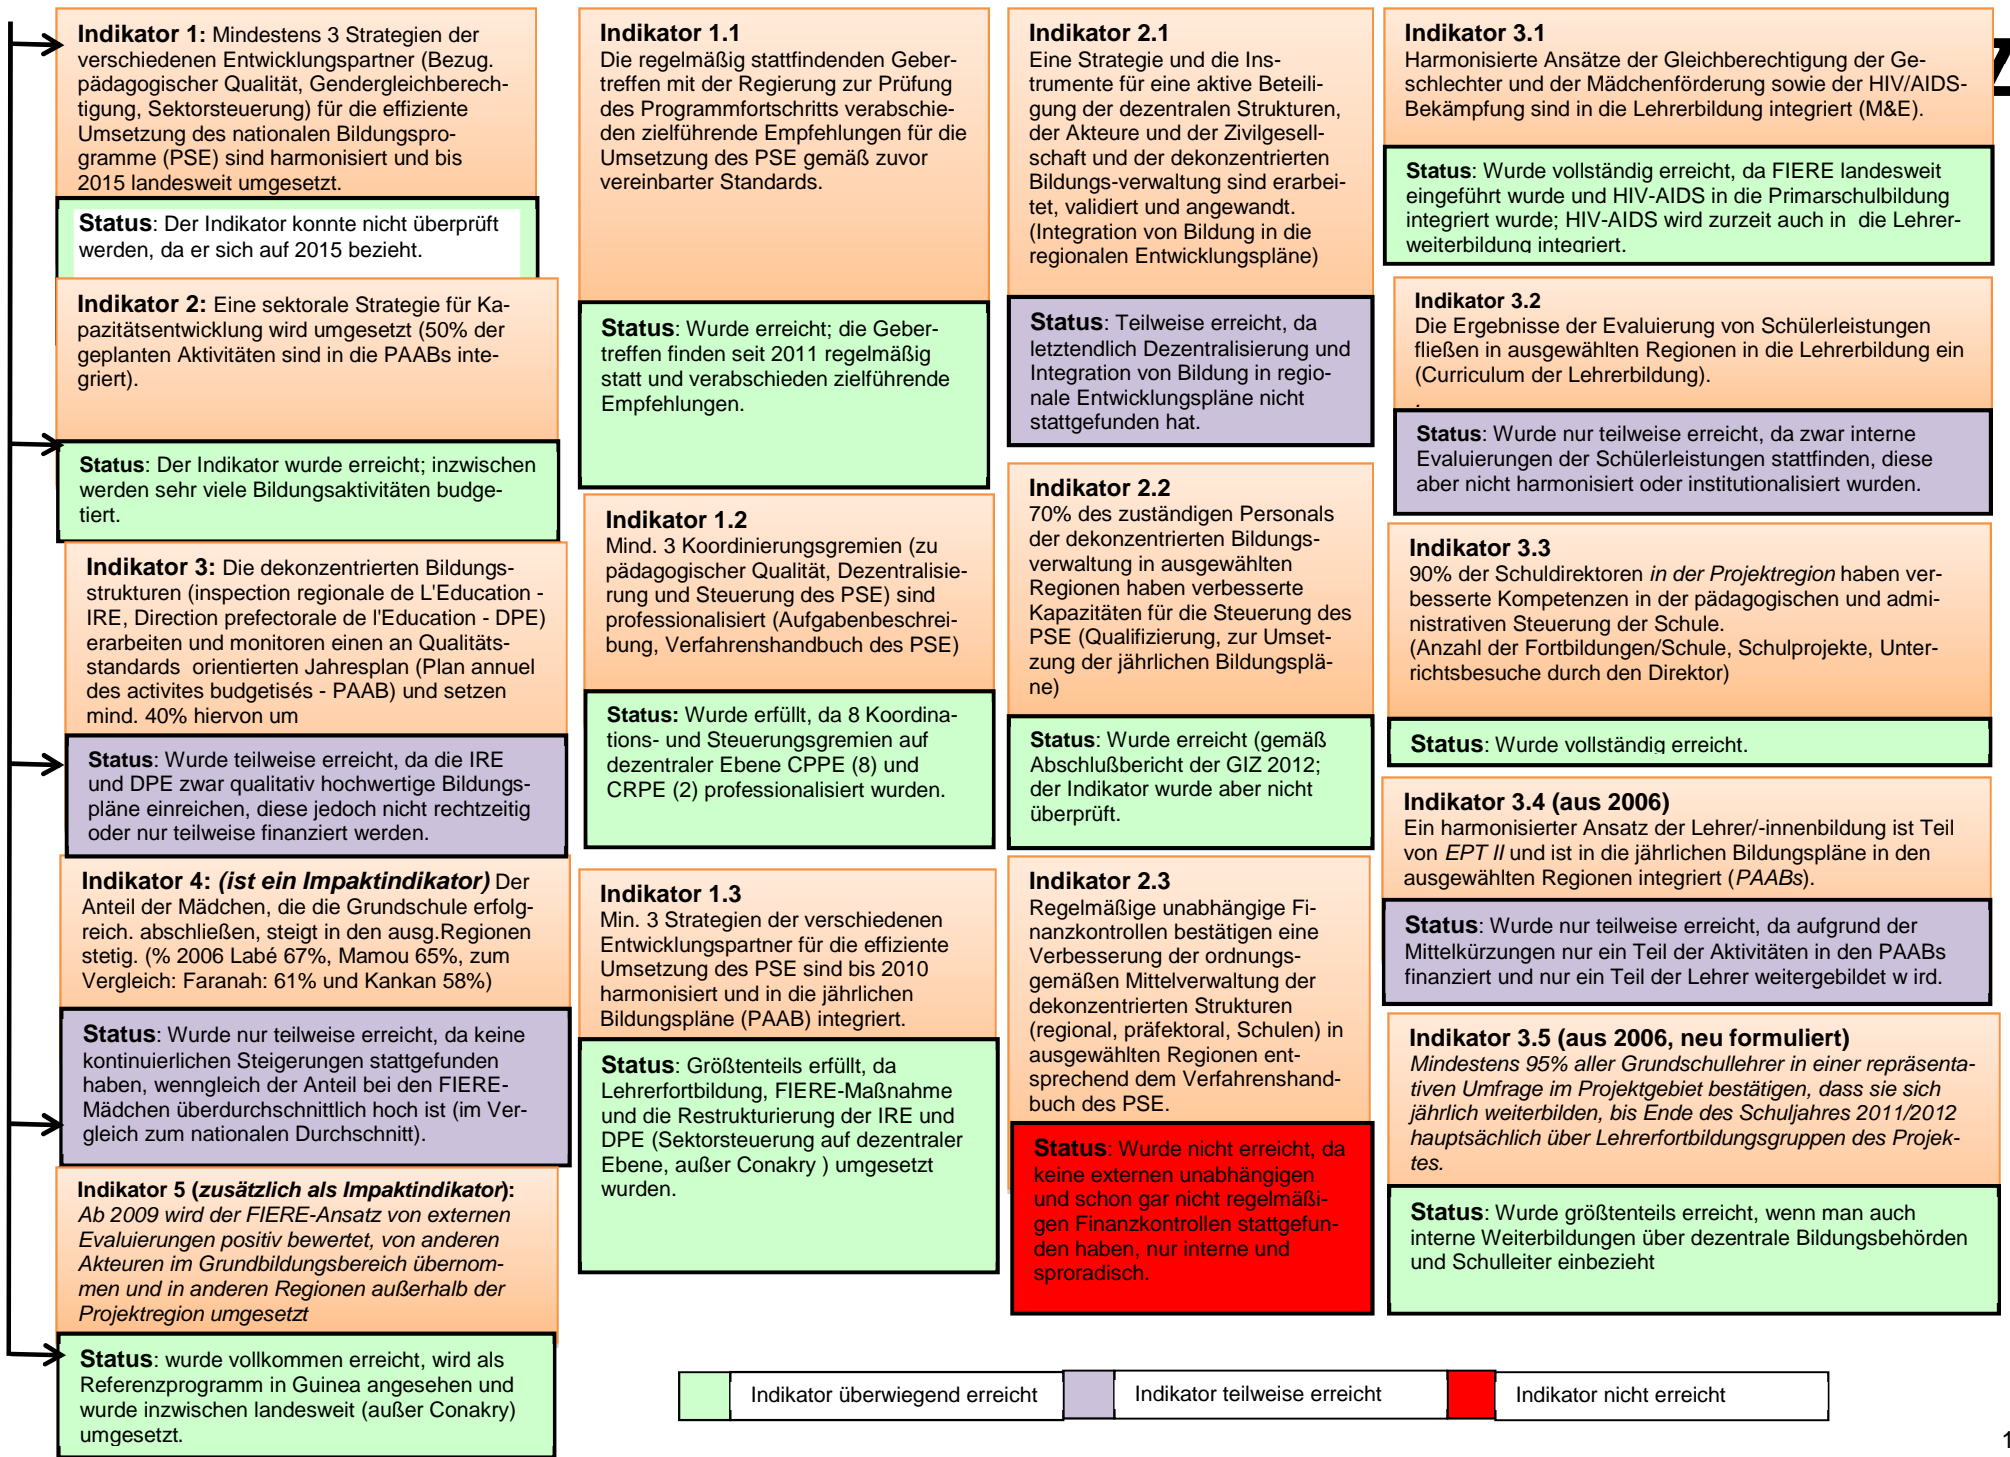 Indikator 1: Mindestens 3 Strategien der
verschiedenen Entwicklungspartner (Bezug.
pädagogischer Qualität, Gendergleichberech-
tigung, Sektorsteuerung) für die effiziente
Umsetzung des nationalen Bildungspro-
gramme (PSE) sind harmonisiert und bis
2015 landesweit umgesetzt.
Status: Der Indikator konnte nicht überprüft
werden, da er sich auf 2015 bezieht.
Indikator 2: Eine sektorale Strategie für Ka-
pazitätsentwicklung wird umgesetzt (50% der
geplanten Aktivitäten sind in die PAABs inte-
griert).
Status: Der Indikator wurde erreicht; inzwischen
werden sehr viele Bildungsaktivitäten budge-
tiert.
Indikator 3: Die dekonzentrierten Bildungs-
strukturen (inspection regionale de L'Education -
IRE, Direction prefectorale de l'Education - DPE)
erarbeiten und monitoren einen an Qualitäts-
standards orientierten Jahresplan (Plan annuel
des activites budgetisés - PAAB) und setzen
mind. 40% hiervon um
Status: Wurde teilweise erreicht, da die IRE
und DPE zwar qualitativ hochwertige Bildungs-
pläne einreichen, diese jedoch nicht rechtzeitig
oder nur teilweise finanziert werden.
Indikator 4: (ist ein Impaktindikator) Der
Anteil der Mädchen, die die Grundschule erfolg-
reich. abschließen, steigt in den ausg.Regionen
stetig. (% 2006 Labé 67%, Mamou 65%, zum
Vergleich: Faranah: 61% und Kankan 58%)
Status: Wurde nur teilweise erreicht, da keine
kontinuierlichen Steigerungen stattgefunden
haben, wenngleich der Anteil bei den FIERE-
Mädchen überdurchschnittlich hoch ist (im Ver-
gleich zum nationalen Durchschnitt).
Indikator 5 (zusätzlich als Impaktindikator):
Ab 2009 wird der FIERE-Ansatz von externen
Evaluierungen positiv bewertet, von anderen
Akteuren im Grundbildungsbereich übernom-
men und in anderen Regionen außerhalb der
Projektregion umgesetzt
Status: wurde vollkommen erreicht, wird als
Referenzprogramm in Guinea angesehen und
wurde inzwischen landesweit (außer Conakry)
umgesetzt.
Indikator 1.1
Die regelmäßig stattfindenden Geber-
treffen mit der Regierung zur Prüfung
des Programmfortschritts verabschie-
den zielführende Empfehlungen für die
Umsetzung des PSE gemäß zuvor
vereinbarter Standards.
Status: Wurde erreicht; die Geber-
treffen finden seit 2011 regelmäßig
statt und verabschieden zielführende
Empfehlungen.
Indikator 1.2
Mind. 3 Koordinierungsgremien (zu
pädagogischer Qualität, Dezentralisie-
rung und Steuerung des PSE) sind
professionalisiert (Aufgabenbeschrei-
bung, Verfahrenshandbuch des PSE)
Status: Wurde erfüllt, da 8 Koordina-
tions- und Steuerungsgremien auf
dezentraler Ebene CPPE (8) und
CRPE (2) professionalisiert wurden.
Indikator 1.3
Min. 3 Strategien der verschiedenen
Entwicklungspartner für die effiziente
Umsetzung des PSE sind bis 2010
harmonisiert und in die jährlichen
Bildungspläne (PAAB) integriert.
Status: Größtenteils erfüllt, da
Lehrerfortbildung, FIERE-Maßnahme
und die Restrukturierung der IRE und
DPE (Sektorsteuerung auf dezentraler
Ebene, außer Conakry ) umgesetzt
wurden.
Indikator 2.1
Eine Strategie und die Ins-
trumente für eine aktive Beteili-
gung der dezentralen Strukturen,
der Akteure und der Zivilgesell-
schaft und der dekonzentrierten
Bildungs-verwaltung sind erarbei-
tet, validiert und angewandt.
(Integration von Bildung in die
regionalen Entwicklungspläne)
Status: Teilweise erreicht, da
letztendlich Dezentralisierung und
Integration von Bildung in regio-
nale Entwicklungspläne nicht
stattgefunden hat.
Indikator 2.2
70% des zuständigen Personals
der dekonzentrierten Bildungs-
verwaltung in ausgewählten
Regionen haben verbesserte
Kapazitäten für die Steuerung des
PSE (Qualifizierung, zur Umset-
zung der jährlichen Bildungsplä-
ne)
Status: Wurde erreicht (gemäß
Abschlußbericht der GIZ 2012;
der Indikator wurde aber nicht
überprüft.
Indikator 2.3
Regelmäßige unabhängige Fi-
nanzkontrollen bestätigen eine
Verbesserung der ordnungs-
gemäßen Mittelverwaltung der
dekonzentrierten Strukturen
(regional, präfektoral, Schulen) in
ausgewählten Regionen ent-
sprechend dem Verfahrenshand-
buch des PSE.
Status: Wurde nicht erreicht, da
keine externen unabhängigen
und schon gar nicht regelmäßi-
gen Finanzkontrollen stattgefun-
den haben, nur interne und
sproradisch.
Indikator 3.1
Harmonisierte Ansätze der Gleichberechtigung der Ge-
schlechter und der Mädchenförderung sowie der HIV/AIDS-
Bekämpfung sind in die Lehrerbildung integriert (M&E).
Status: Wurde vollständig erreicht, da FIERE landesweit
eingeführt wurde und HIV-AIDS in die Primarschulbildung
integriert wurde; HIV-AIDS wird zurzeit auch in die Lehrer-
weiterbildung integriert.
Indikator 3.2
Die Ergebnisse der Evaluierung von Schülerleistungen
fließen in ausgewählten Regionen in die Lehrerbildung ein
(Curriculum der Lehrerbildung).
.
Status: Wurde nur teilweise erreicht, da zwar interne
Evaluierungen der Schülerleistungen stattfinden, diese
aber nicht harmonisiert oder institutionalisiert wurden.
Indikator 3.3
90% der Schuldirektoren in der Projektregion haben ver-
besserte Kompetenzen in der pädagogischen und admi-
nistrativen Steuerung der Schule.
(Anzahl der Fortbildungen/Schule, Schulprojekte, Unter-
richtsbesuche durch den Direktor)
Status: Wurde vollständig erreicht.
Indikator 3.4 (aus 2006)
Ein harmonisierter Ansatz der Lehrer/-innenbildung ist Teil
von EPT II und ist in die jährlichen Bildungspläne in den
ausgewählten Regionen integriert (PAABs).
Status: Wurde nur teilweise erreicht, da aufgrund der
Mittelkürzungen nur ein Teil der Aktivitäten in den PAABs
finanziert und nur ein Teil der Lehrer weitergebildet w ird.
Indikator 3.5 (aus 2006, neu formuliert)
Mindestens 95% aller Grundschullehrer in einer repräsenta-
tiven Umfrage im Projektgebiet bestätigen, dass sie sich
jährlich weiterbilden, bis Ende des Schuljahres 2011/2012
hauptsächlich über Lehrerfortbildungsgruppen des Projek-
tes.
Status: Wurde größtenteils erreicht, wenn man auch
interne Weiterbildungen über dezentrale Bildungsbehörden
und Schulleiter einbezieht
Indikator überwiegend erreicht
Indikator teilweise erreicht
Indikator nicht erreicht
1